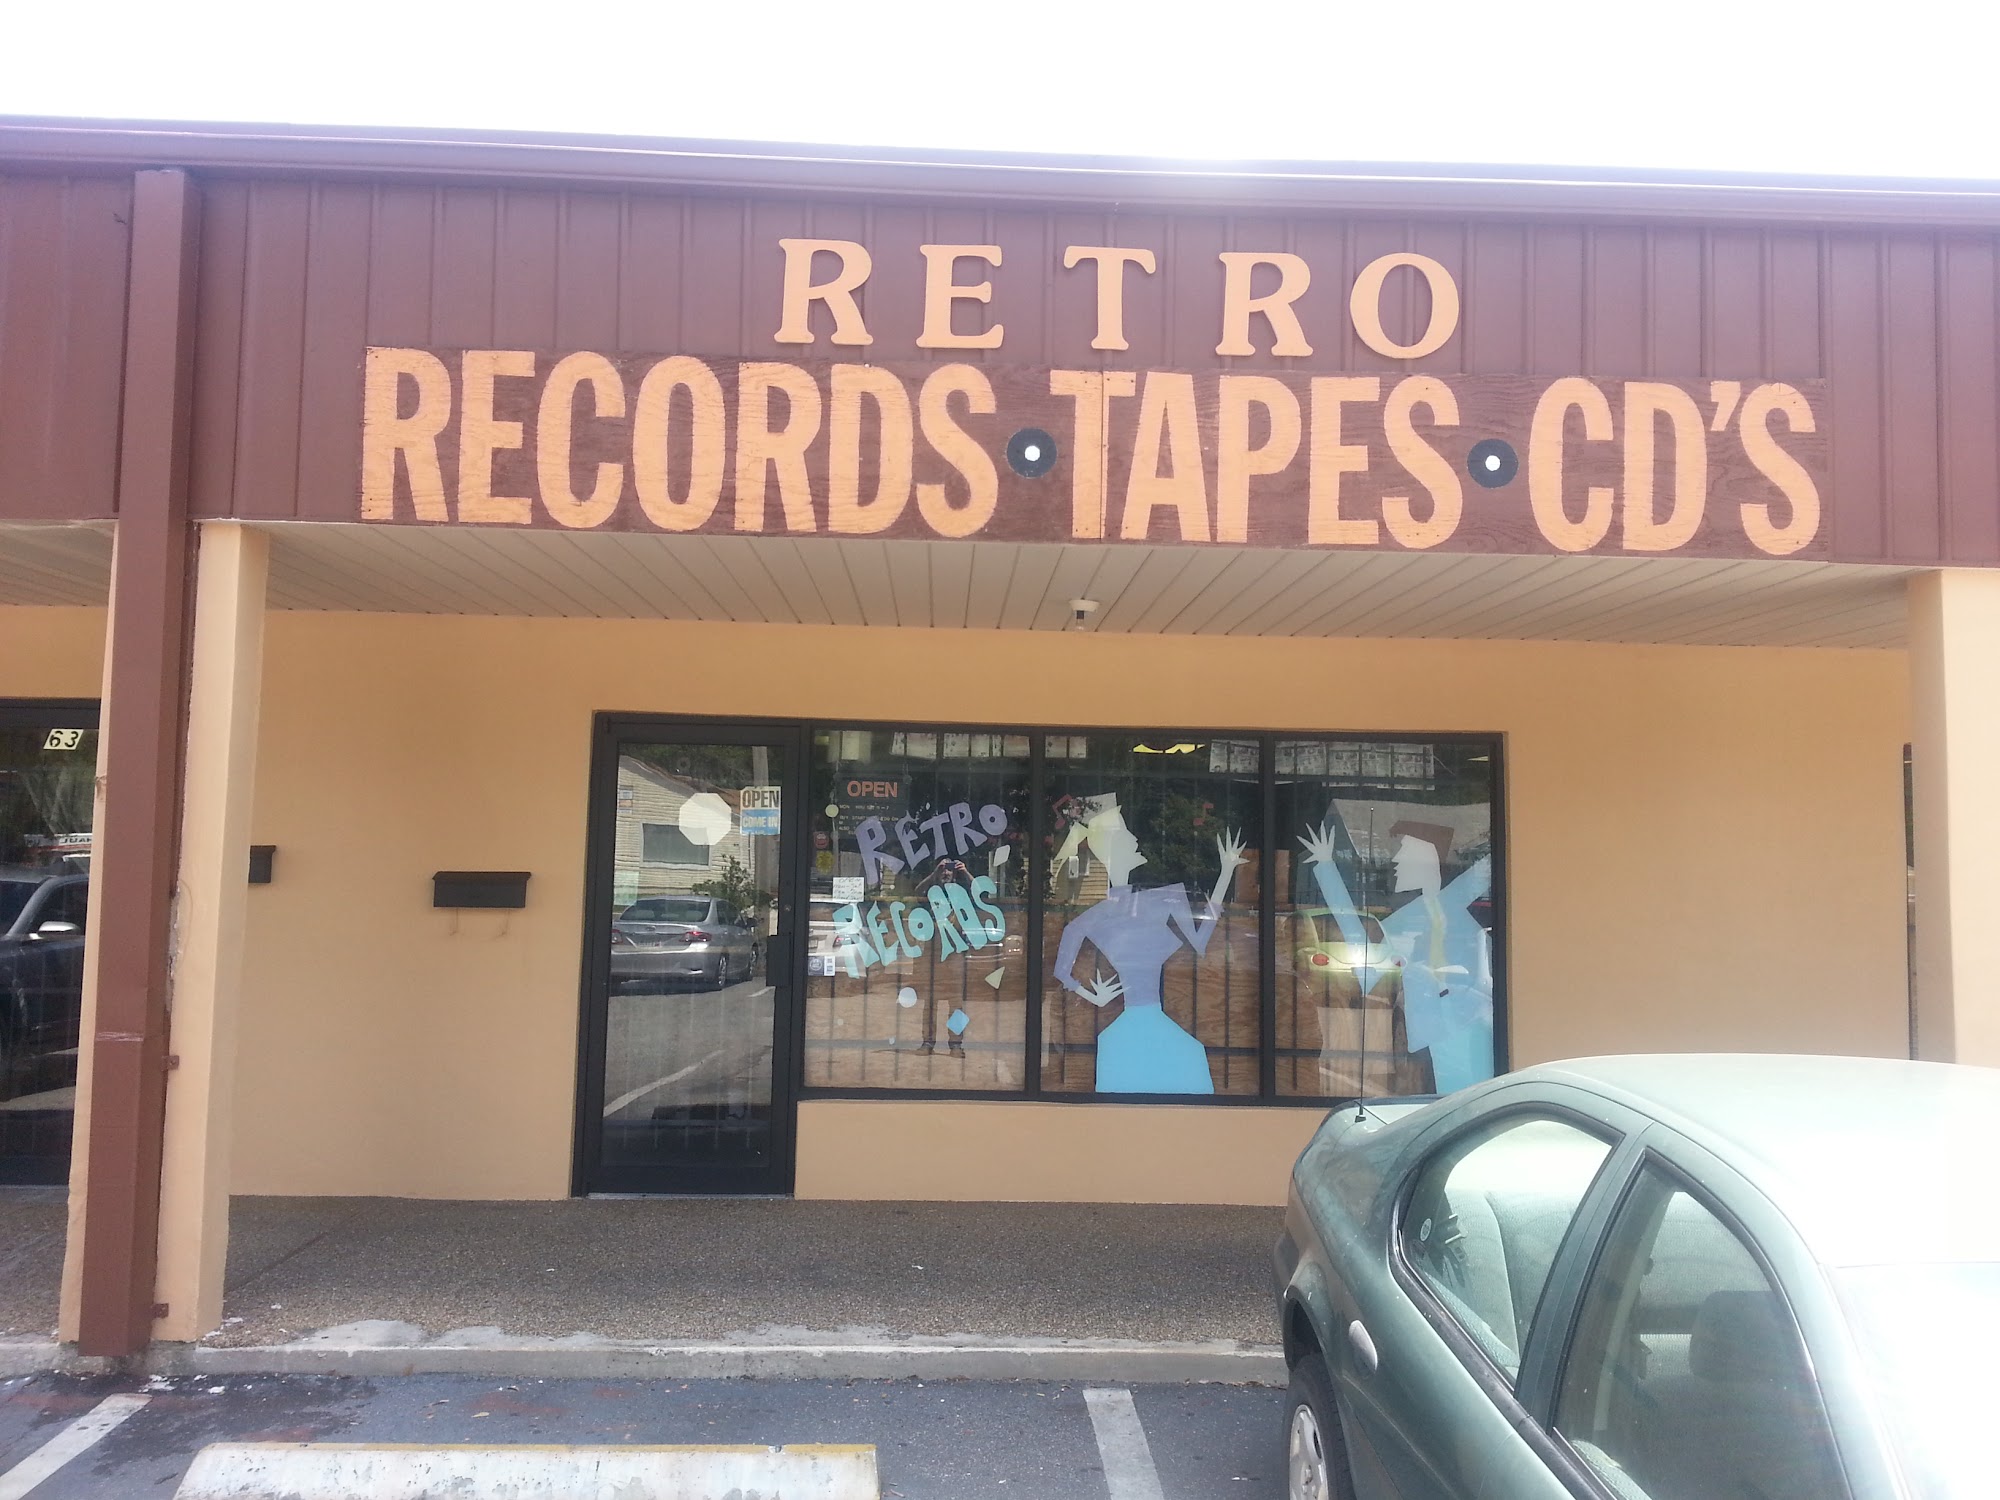 RETRO
RECORDS • TAPES • CD'S
63
OPEN
COME IN
OPEN
RETRO
RECORDS